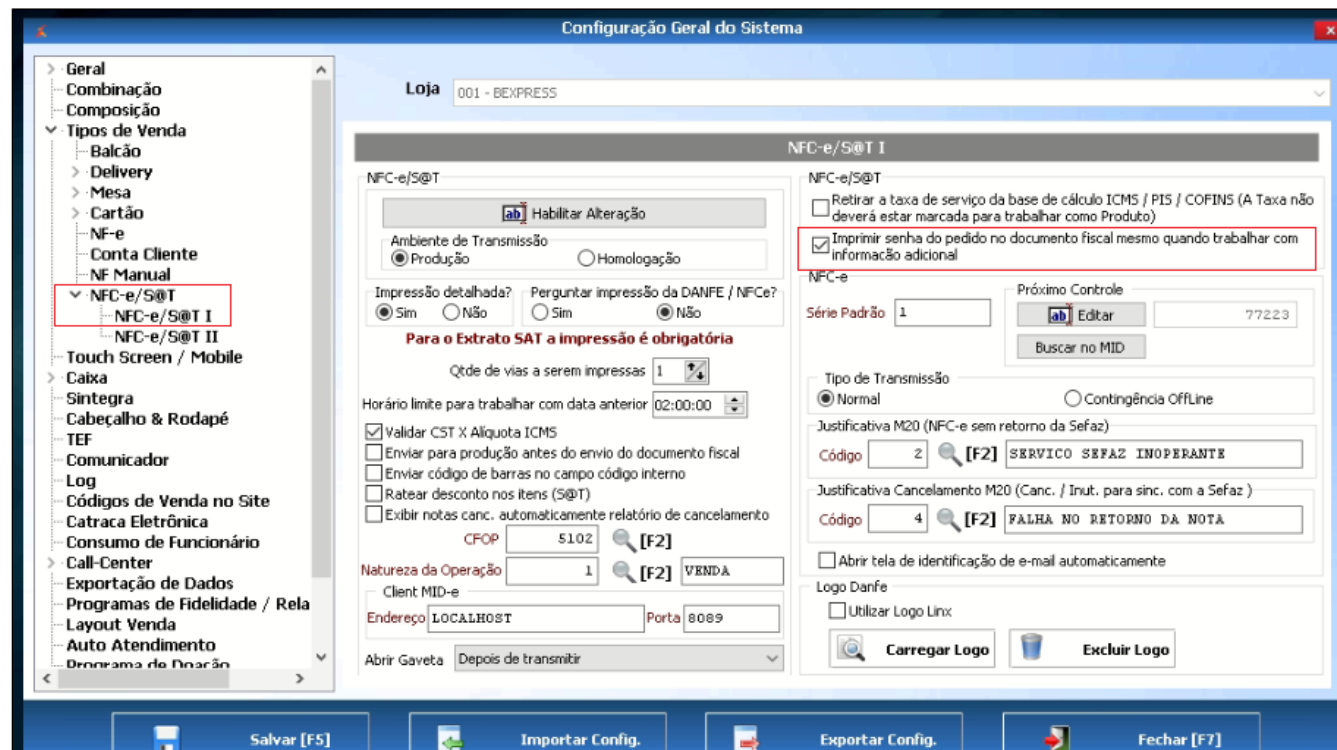 Configuração Geral do Sistema
Geral
Combinação
Composição
Tipos de Venda
Balcão
Delivery
Mesa
Cartão
NF-e
Conta Cliente
NF Manual
NFC-e/S@T
NFC-e/S@T I
NFC-e/S@T II
Touch Screen / Mobile
Caixa
Sintegra
Cabeçalho & Rodapé
TEF
Comunicador
Log
Códigos de Venda no Site
Catraca Eletrônica
Consumo de Funcionário
Call-Center
Exportação de Dados
Programas de Fidelidade / Rela
Layout Venda
Auto Atendimento
Programa de Doação
Loja 001 - BEXPRESS
NFC-e/S@T I
NFC-e/S@T
ab Habilitar Alteração
Ambiente de Transmissão
Produção Homologação
Impressão detalhada? Perguntar impressão da DANFE / NFCe?
Sim Não Sim Não
Para o Extrato SAT a impressão é obrigatória
Qtde de vias a serem impressas 1
Horário limite para trabalhar com data anterior 02:00:00
Validar CST X Alíquota ICMS
Enviar para produção antes do envio do documento fiscal
Enviar código de barras no campo código interno
Ratear desconto nos itens (S@T)
Exibir notas canc. automaticamente relatório de cancelamento
CFOP 5102 [F2]
Natureza da Operação 1 [F2] VENDA
Client MID-e
Endereço LOCALHOST Porta 8089
Abrir Gaveta Depois de transmitir
NFC-e/S@T
Retirar a taxa de serviço da base de cálculo ICMS / PIS / COFINS (A Taxa não
deverá estar marcada para trabalhar como Produto)
Imprimir senha do pedido no documento fiscal mesmo quando trabalhar com
informação adicional
NFC-e
Próximo Controle
Série Padrão 1 ab Editar 77223
Buscar no MID
Tipo de Transmissão
Normal Contingência OffLine
Justificativa M20 (NFC-e sem retorno da Sefaz)
Código 2 [F2] SERVICO SEFAZ INOPERANTE
Justificativa Cancelamento M20 (Canc. / Inut. para sinc. com a Sefaz )
Código 4 [F2] FALHA NO RETORNO DA NOTA
Abrir tela de identificação de e-mail automaticamente
Logo Danfe
Utilizar Logo Linx
Carregar Logo Excluir Logo
Salvar [F5] Importar Config. Exportar Config. Fechar [F7]